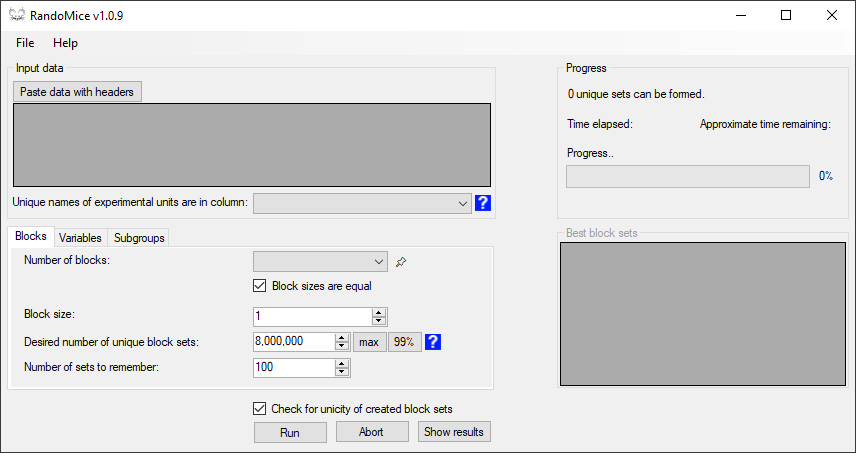 RandoMice v1.0.9
File Help
Input data
Paste data with headers
Unique names of experimental units are in column:
?
Blocks Variables Subgroups
Number of blocks:
Block sizes are equal
Block size:
1
Desired number of unique block sets:
8,000,000
max
99%
?
Number of sets to remember:
100
Check for unicity of created block sets
Run Abort Show results
Progress
0 unique sets can be formed.
Time elapsed: Approximate time remaining:
Progress..
0%
Best block sets